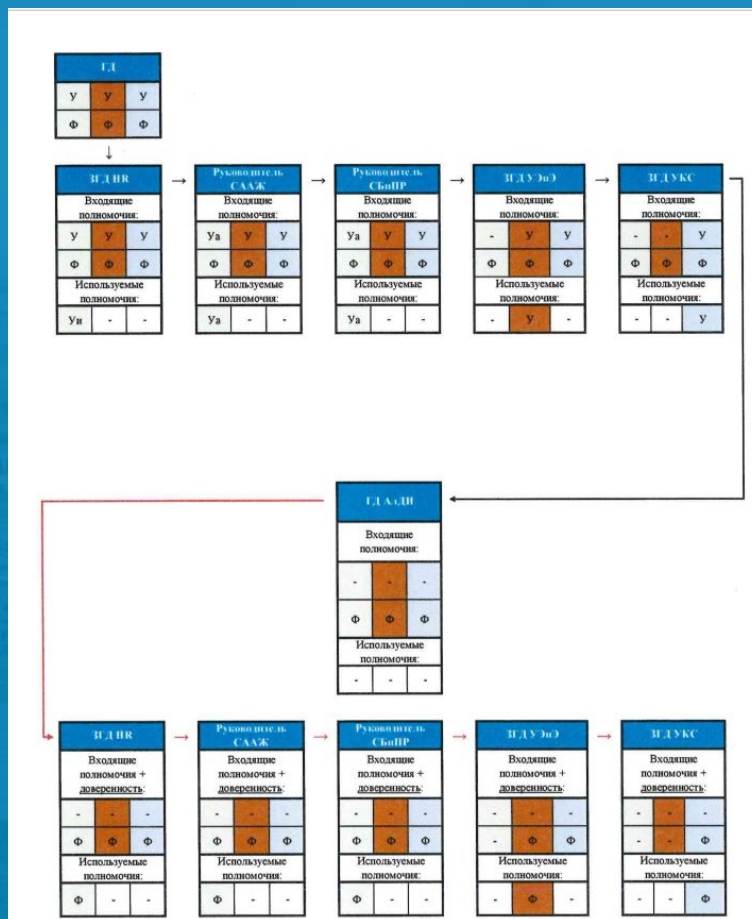 ГД
У У У
Ф Ф Ф
↓
ЗГД HR
Входящие
полномочия:
У У У
Ф Ф Ф
Используемые
полномочия:
Уи - -
→
Руководитель
СААЖ
Входящие
полномочия:
Уа У У
Ф Ф Ф
Используемые
полномочия:
Уа - -
→
Руководитель
СБиПР
Входящие
полномочия:
Уа У У
Ф Ф Ф
Используемые
полномочия:
Уа - -
→
ЗГД УЭиЭ
Входящие
полномочия:
- У У
Ф Ф Ф
Используемые
полномочия:
- У -
→
ЗГД УКС
Входящие
полномочия:
- - У
Ф Ф Ф
Используемые
полномочия:
- - У
ГД АлДИ
Входящие
полномочия:
- - -
Ф Ф Ф
Используемые
полномочия:
- - -
ЗГД HR
Входящие
полномочия +
доверенность:
- - -
Ф Ф Ф
Используемые
полномочия:
Ф - -
→
Руководитель
СААЖ
Входящие
полномочия +
доверенность:
- - -
Ф Ф Ф
Используемые
полномочия:
Ф - -
→
Руководитель
СБиПР
Входящие
полномочия +
доверенность:
- - -
Ф Ф Ф
Используемые
полномочия:
Ф - -
→
ЗГД УЭиЭ
Входящие
полномочия +
доверенность:
- - -
- Ф Ф
Используемые
полномочия:
- Ф -
→
ЗГД УКС
Входящие
полномочия +
доверенность:
- - -
- - Ф
Используемые
полномочия:
- - Ф